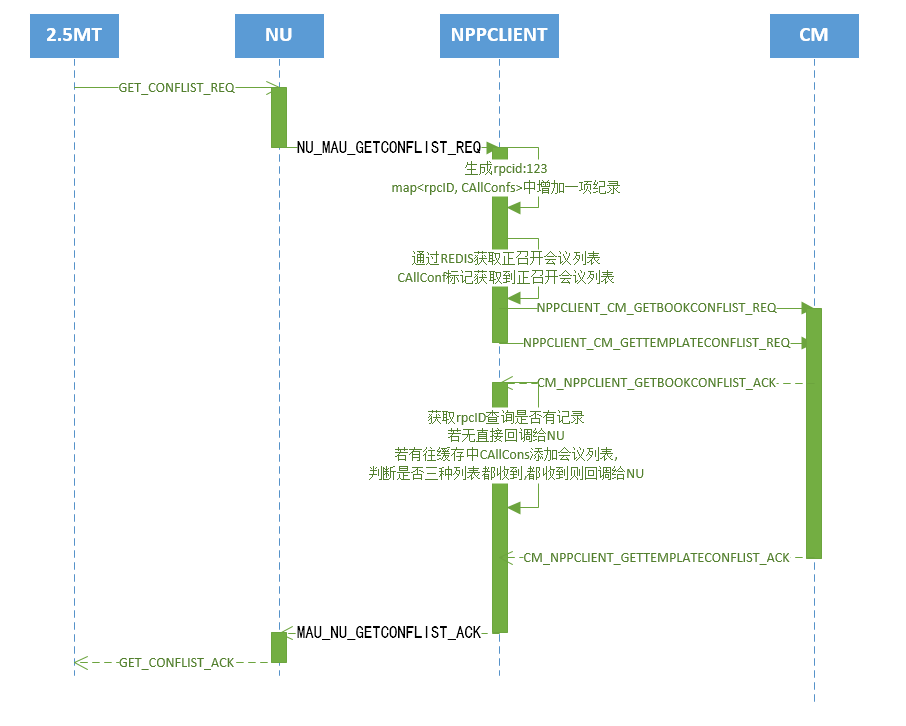 2.5MT
NU
NPPCLIENT
CM
GET_CONFLIST_REQ
NU_MAU_GETCONFLIST_REQ
生成rpcid:123
map<rpcID, CAllConfs>中增加一项纪录
通过REDIS获取正召开会议列表
CAllConf标记获取到正召开会议列表
NPPCLIENT_CM_GETBOOKCONFLIST_REQ
NPPCLIENT_CM_GETTEMPLATECONFLIST_REQ
CM_NPPCLIENT_GETBOOKCONFLIST_ACK
获取rpcID查询是否有记录
若无直接回调给NU
若有往缓存中CAllCons添加会议列表,
判断是否三种列表都收到,都收到则回调给NU
CM_NPPCLIENT_GETTEMPLATECONFLIST_ACK
MAU_NU_GETCONFLIST_ACK
GET_CONFLIST_ACK